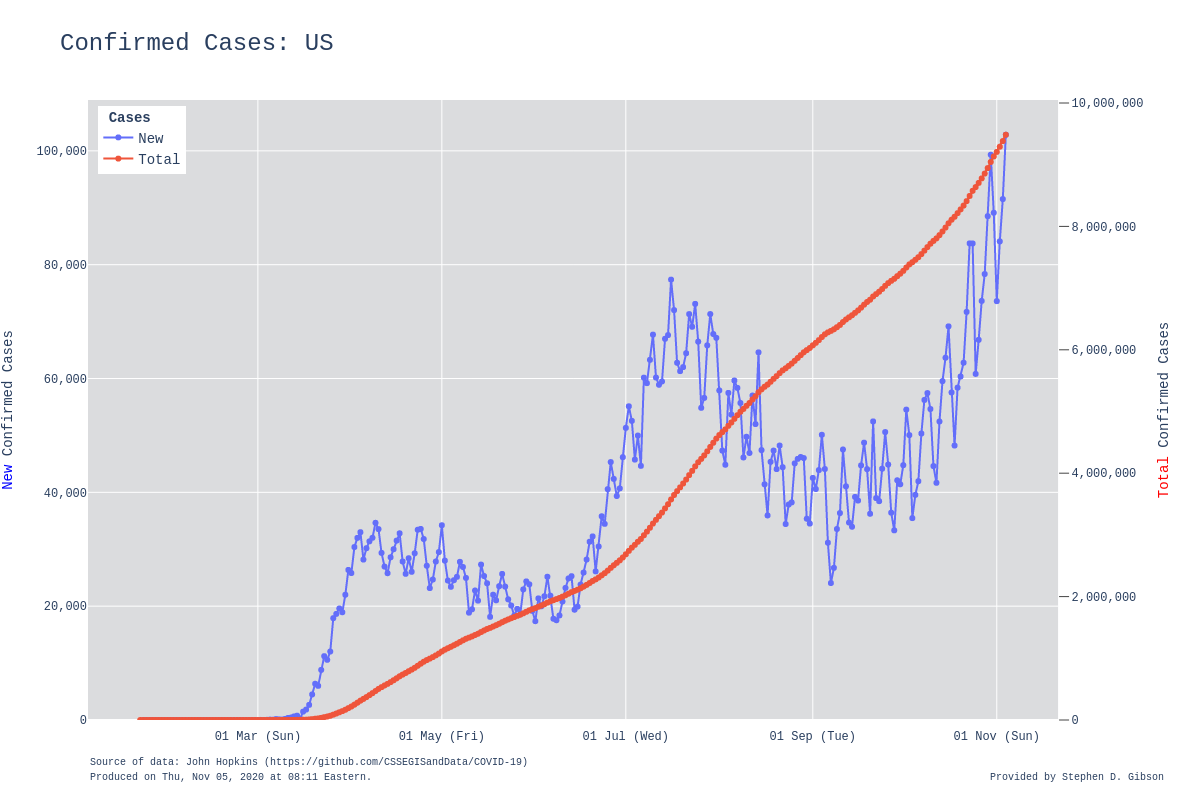 Confirmed Cases: US
Cases
New
Total
100,000
80,000
60,000
40,000
20,000
0
New Confirmed Cases
10,000,000
8,000,000
6,000,000
4,000,000
2,000,000
0
Total Confirmed Cases
01 Mar (Sun)
01 May (Fri)
01 Jul (Wed)
01 Sep (Tue)
01 Nov (Sun)
Source of data: John Hopkins (https://github.com/CSSEGISandData/COVID-19)
Produced on Thu, Nov 05, 2020 at 08:11 Eastern.
Provided by Stephen D. Gibson